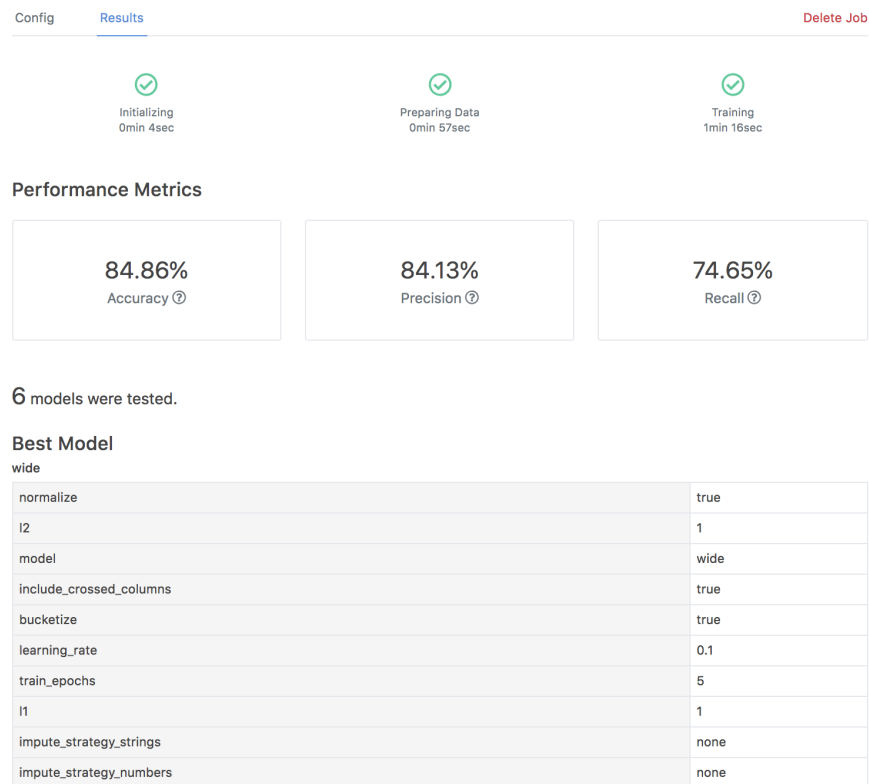 Config Results Delete Job
Initializing Preparing Data Training
0min 4sec 0min 57sec 1min 16sec
Performance Metrics
84.86% 84.13% 74.65%
Accuracy ? Precision ? Recall ?
6 models were tested.
Best Model
wide
normalize true
l2 1
model wide
include_crossed_columns true
bucketize true
learning_rate 0.1
train_epochs 5
l1 1
impute_strategy_strings none
impute_strategy_numbers none